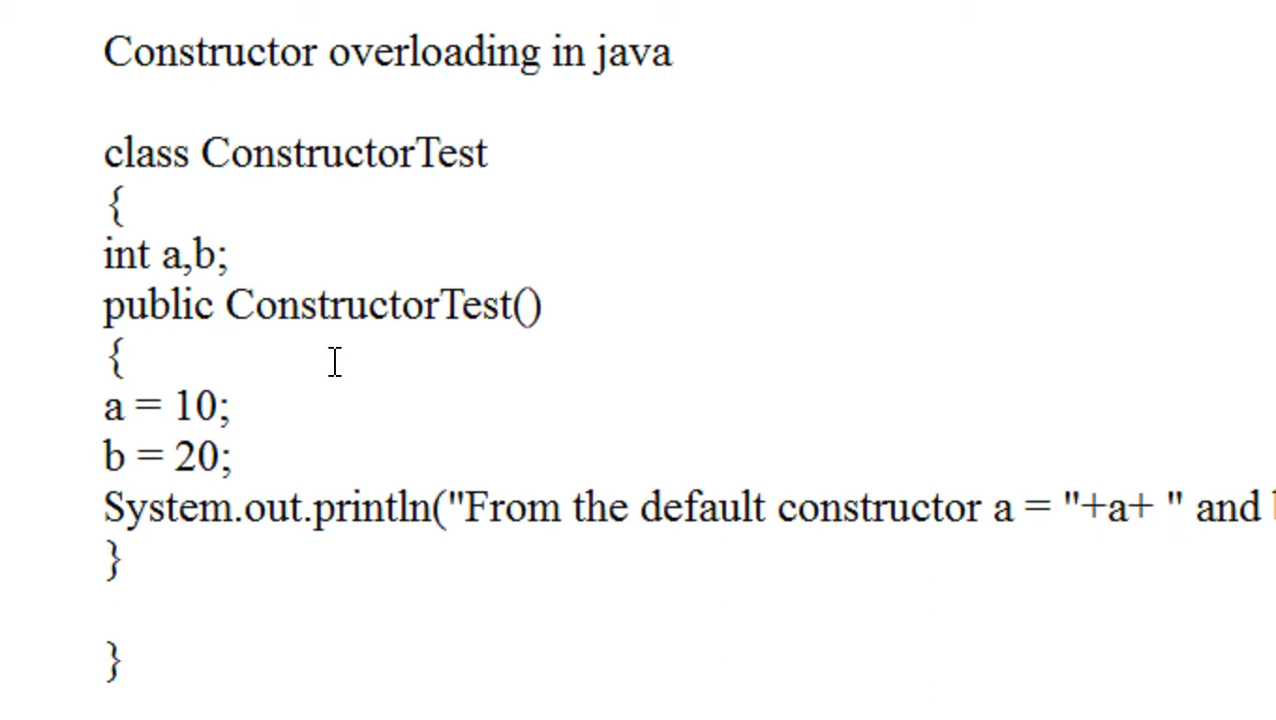 Constructor overloading in java
class ConstructorTest
{
int a,b;
public ConstructorTest()
{
a = 10;
b = 20;
System.out.println("From the default constructor a = "+a+ " and
}
}